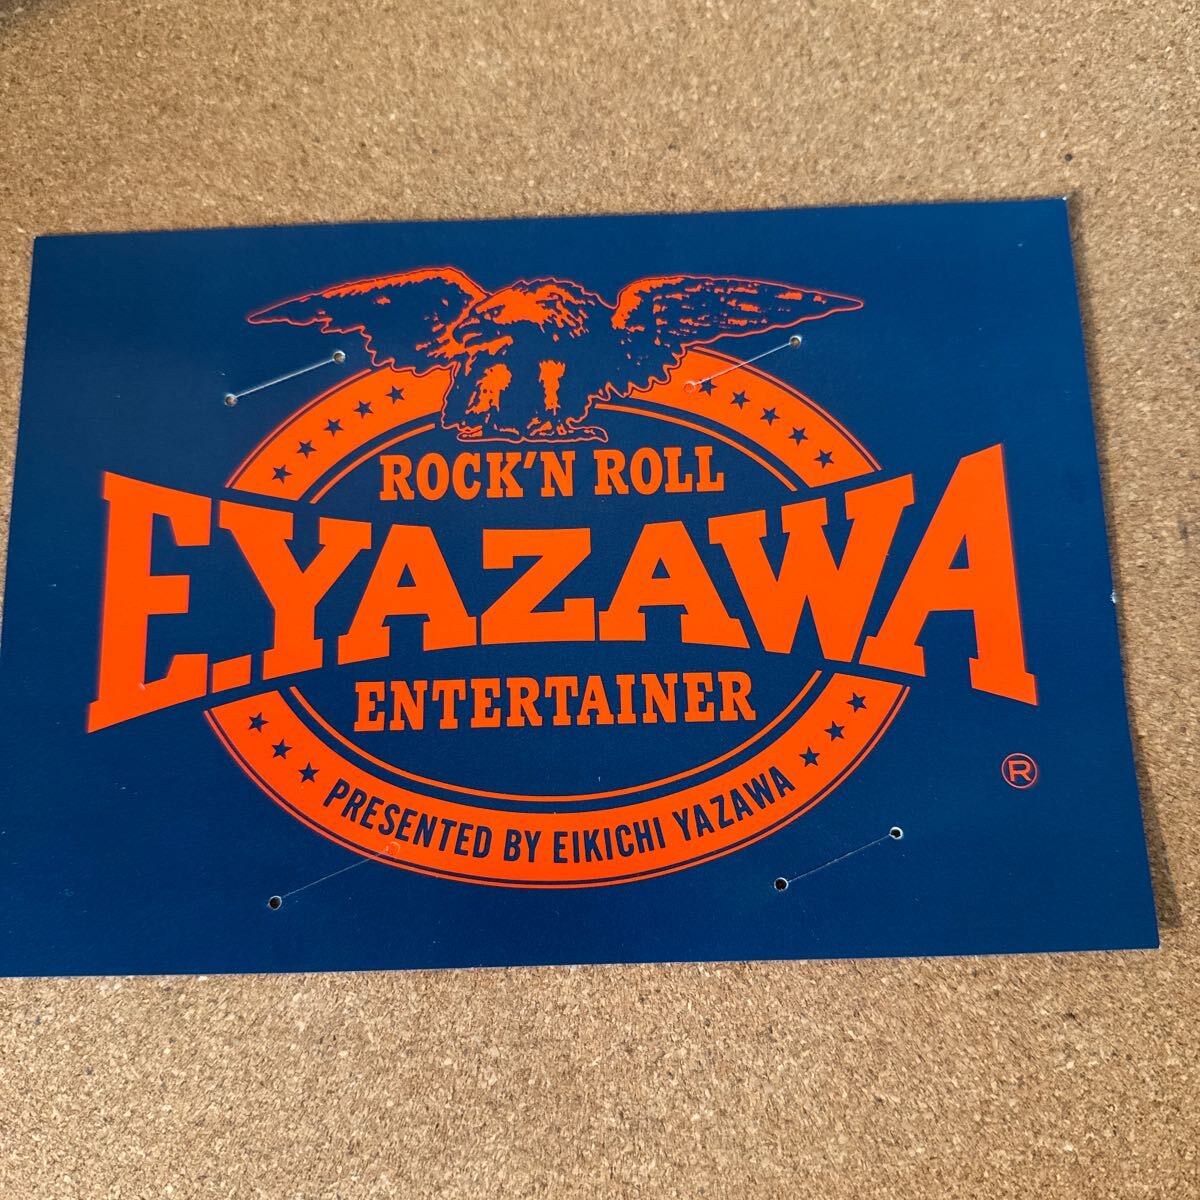 ROCK'N ROLL
E.YAZAWA
ENTERTAINER
PRESENTED BY EIKICHI YAZAWA
®